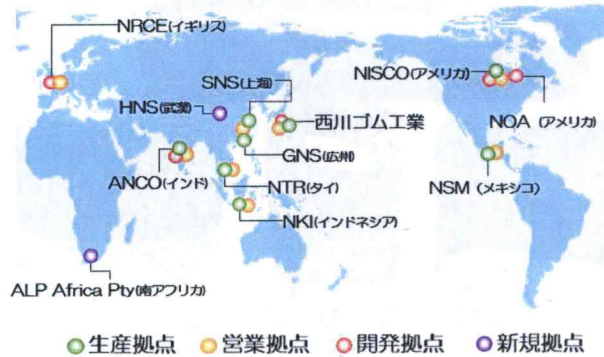 NRCE(イギリス)
SNS(上海)
NISCO(アメリカ)
HNS(武漢)
西川ゴム工業
NOA (アメリカ)
GNS(広州)
ANCO(インド)
NTR(タイ)
NSM (メキシコ)
NKI(インドネシア)
ALP Africa Pty(南アフリカ)
生産拠点 営業拠点 開発拠点 新規拠点